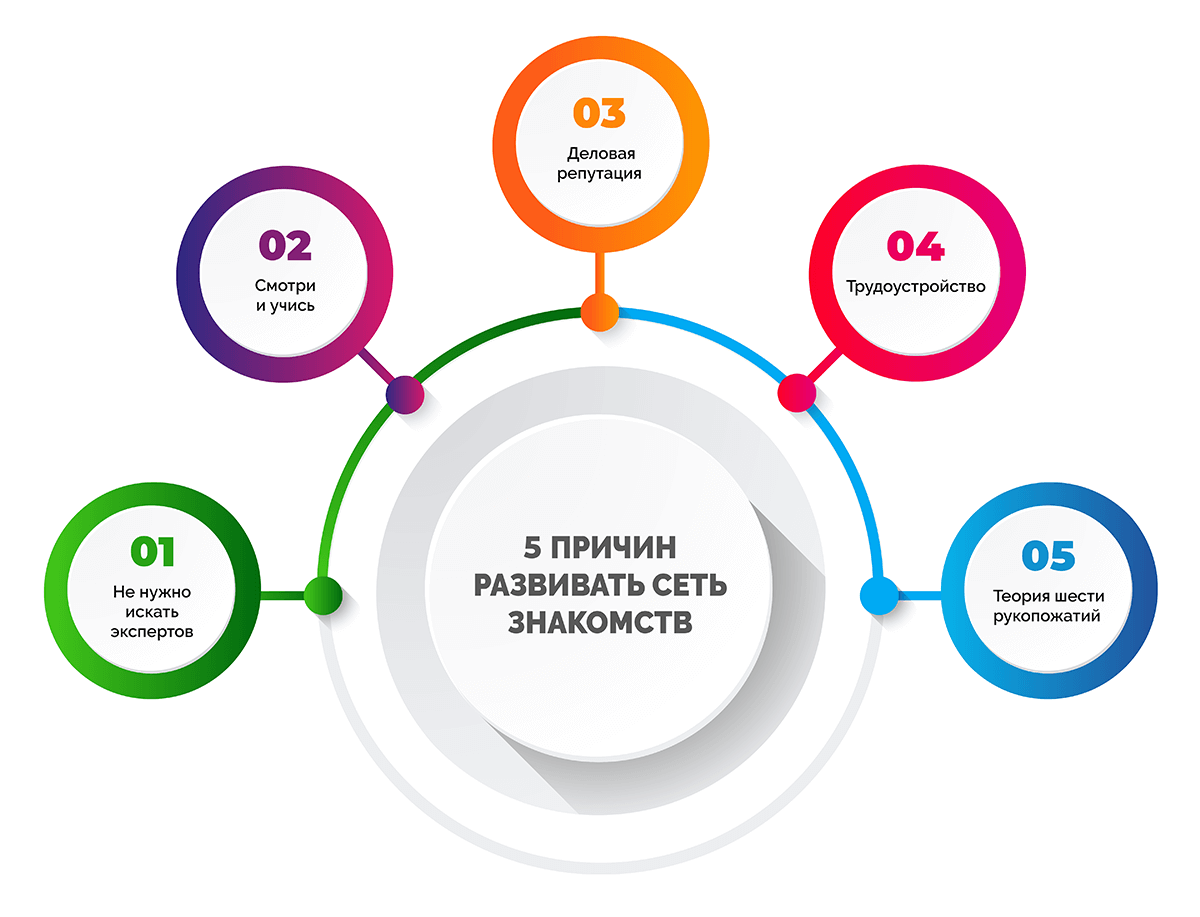 03
Деловая
репутация
02
Смотри
и учись
04
Трудоустройство
01
Не нужно
искать
экспертов
5 ПРИЧИН
РАЗВИВАТЬ СЕТЬ
ЗНАКОМСТВ
05
Теория шести
рукопожатий